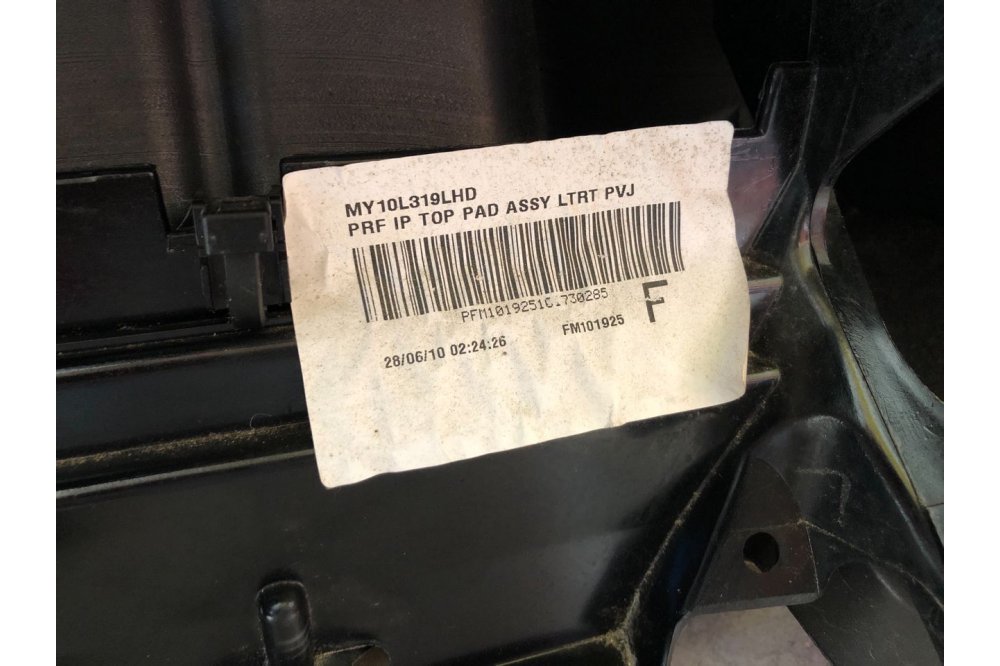 MY10L319LHD
PRF IP TOP PAD ASSY LTRT PVJ
FM101925
F
28/06/10 02:24:26